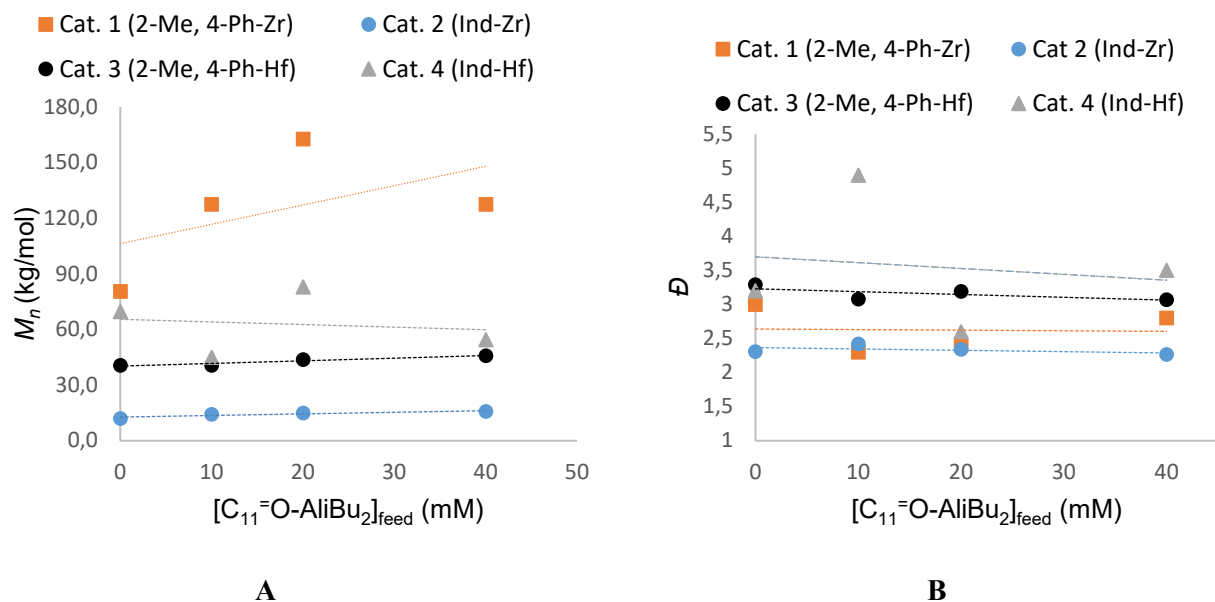 Cat. 1 (2-Me, 4-Ph-Zr) Cat. 2 (Ind-Zr)
Cat. 3 (2-Me, 4-Ph-Hf) Cat. 4 (Ind-Hf)
180,0
150,0
120,0
90,0
60,0
30,0
0,0
Mn (kg/mol)
0 10 20 30 40 50
[C11=O-AliBu2]feed (mM)
A
Cat. 1 (2-Me, 4-Ph-Zr) Cat 2 (Ind-Zr)
Cat. 3 (2-Me, 4-Ph-Hf) Cat. 4 (Ind-Hf)
5,5
5
4,5
4
3,5
3
2,5
2
1,5
1
Đ
0 10 20 30 40
[C11=O-AliBu2]feed (mM)
B